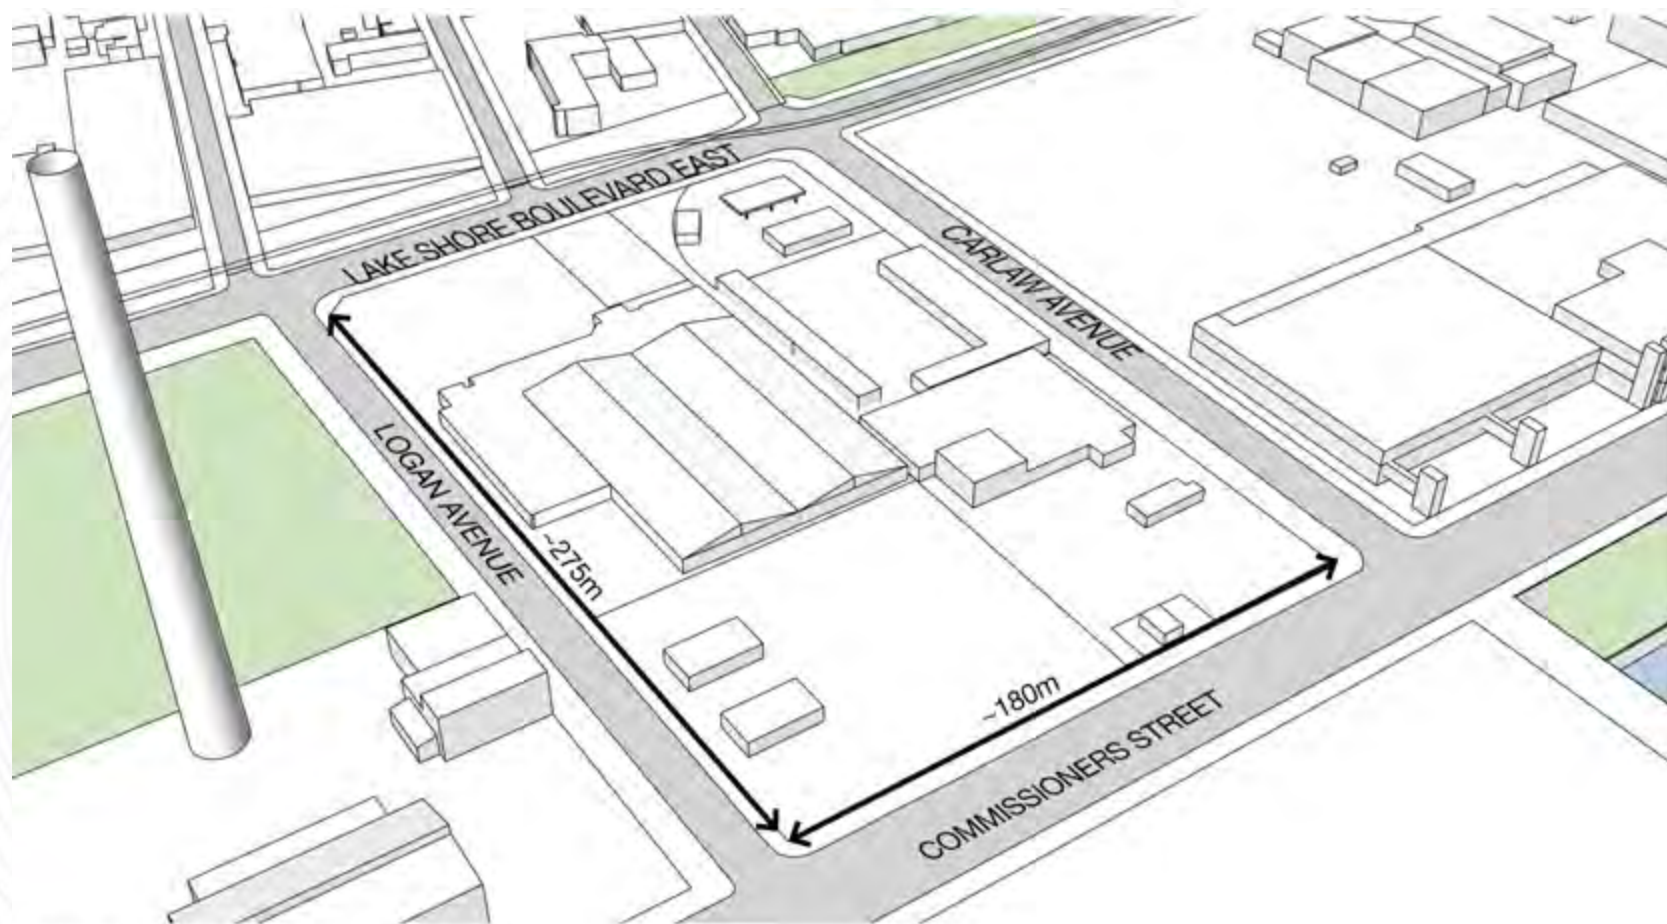 LAKE SHORE BOULEVARD EAST
CARLAW AVENUE
LOGAN AVENUE
~275m
~180m
COMMISSIONERS STREET